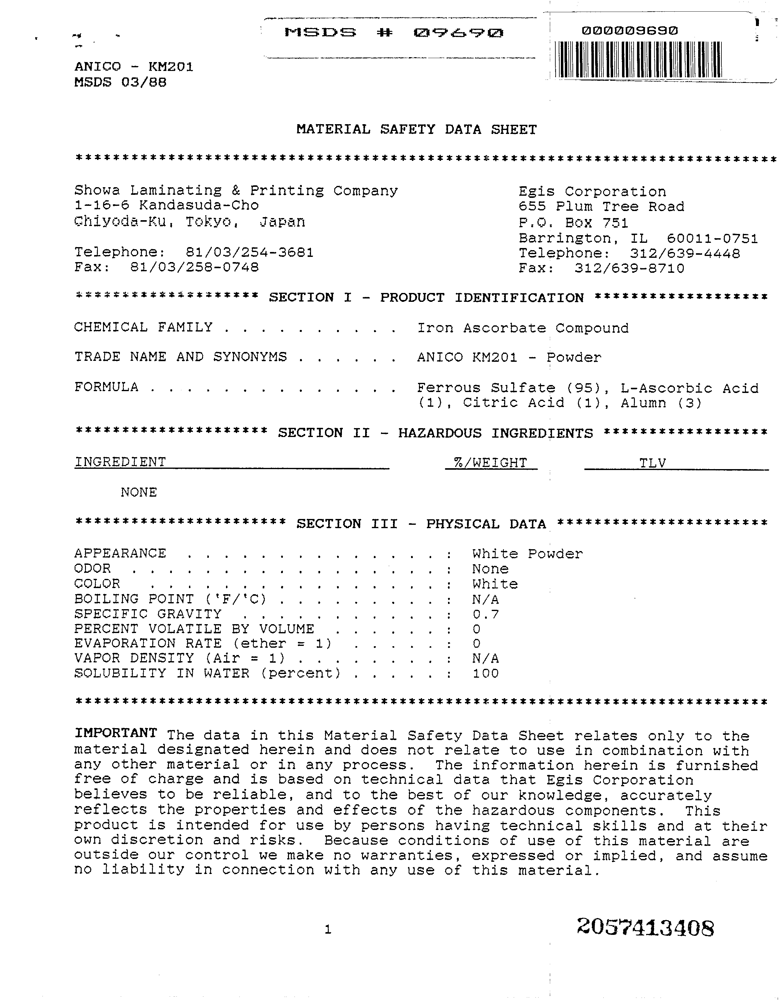 MSDS # 09690
000009690
ANICO - KM201
MSDS 03/88
MATERIAL SAFETY DATA SHEET
****************************************************************************
Showa Laminating & Printing Company
1-16-6 Kandasuda-Cho
Chiyoda-Ku, Tokyo, Japan
Telephone: 81/03/254-3681
Fax: 81/03/258-0748
Egis Corporation
655 Plum Tree Road
P.O. Box 751
Barrington, IL 60011-0751
Telephone: 312/639-4448
Fax: 312/639-8710
******************** SECTION I - PRODUCT IDENTIFICATION *******************
CHEMICAL FAMILY . . . . . . . . . . Iron Ascorbate Compound
TRADE NAME AND SYNONYMS . . . . . . ANICO KM201 - Powder
FORMULA . . . . . . . . . . . . . . Ferrous Sulfate (95), L-Ascorbic Acid
(1), Citric Acid (1), Alumn (3)
********************* SECTION II - HAZARDOUS INGREDIENTS ******************
INGREDIENT %/WEIGHT TLV
NONE
*********************** SECTION III - PHYSICAL DATA ***********************
APPEARANCE . . . . . . . . . . . . . . . : White Powder
ODOR . . . . . . . . . . . . . . . . . . : None
COLOR . . . . . . . . . . . . . . . . . : White
BOILING POINT ('F/'C) . . . . . . . . . . : N/A
SPECIFIC GRAVITY . . . . . . . . . . . . : 0.7
PERCENT VOLATILE BY VOLUME . . . . . . : 0
EVAPORATION RATE (ether = 1) . . . . . : 0
VAPOR DENSITY (Air = 1) . . . . . . . . : N/A
SOLUBILITY IN WATER (percent) . . . . . : 100
***************************************************************************
IMPORTANT The data in this Material Safety Data Sheet relates only to the
material designated herein and does not relate to use in combination with
any other material or in any process. The information herein is furnished
free of charge and is based on technical data that Egis Corporation
believes to be reliable, and to the best of our knowledge, accurately
reflects the properties and effects of the hazardous components. This
product is intended for use by persons having technical skills and at their
own discretion and risks. Because conditions of use of this material are
outside our control we make no warranties, expressed or implied, and assume
no liability in connection with any use of this material.
1
2057413408